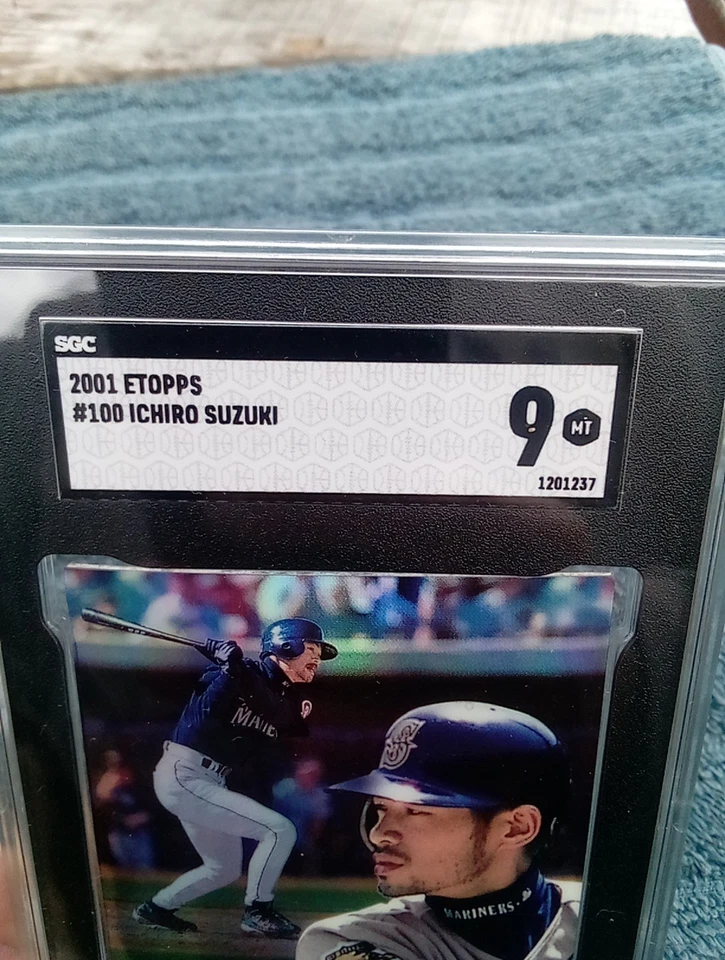 SGC
2001 ETOPPS
#100 ICHIRO SUZUKI
9 MT
1201237
MARINERS